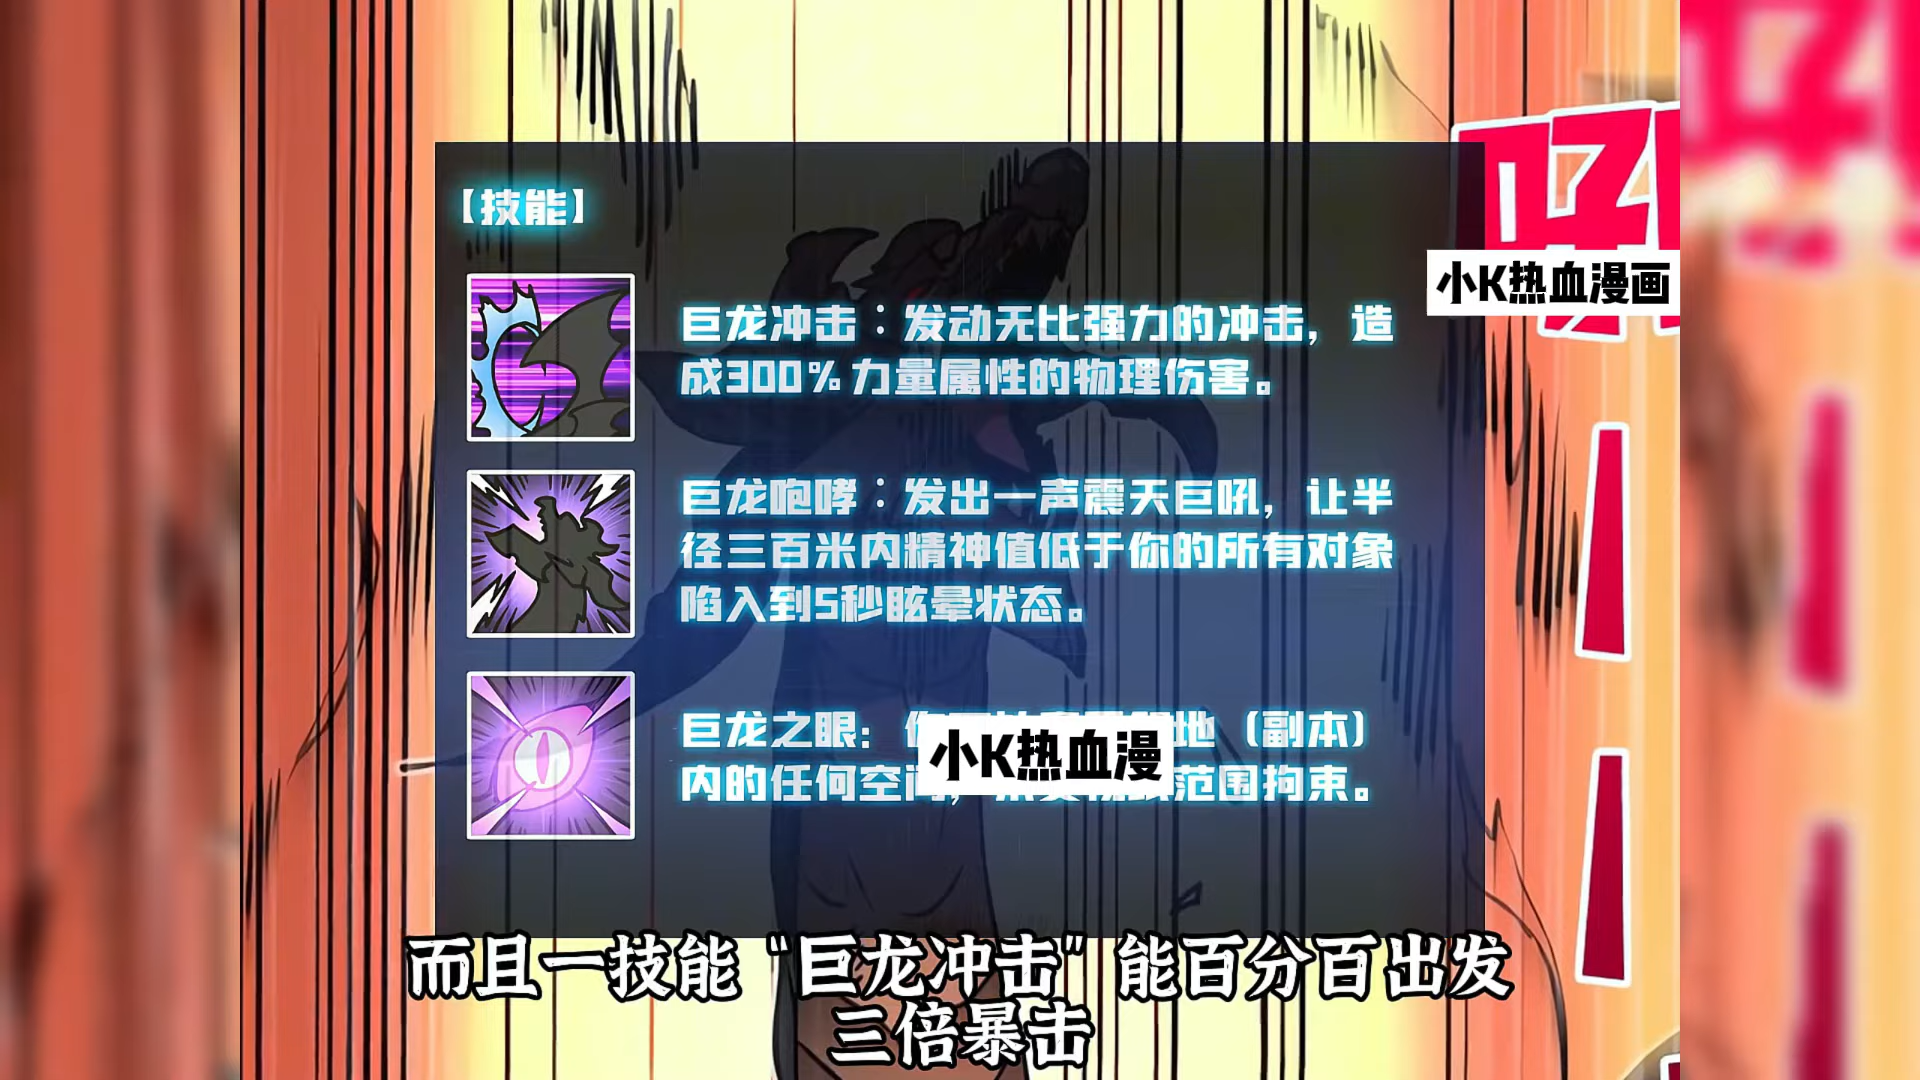 【技能】
小K热血漫画
巨龙冲击：发动无比强力的冲击，造
成300%力量属性的物理伤害。
巨龙咆哮：发出一声震天巨吼，让半
径三百米内精神值低于你的所有对象
陷入到5秒眩晕状态。
巨龙之眼：地（副本）
内的任何空范围拘束。
小K热血漫
而且一技能“巨龙冲击”能百分百出发
三倍暴击